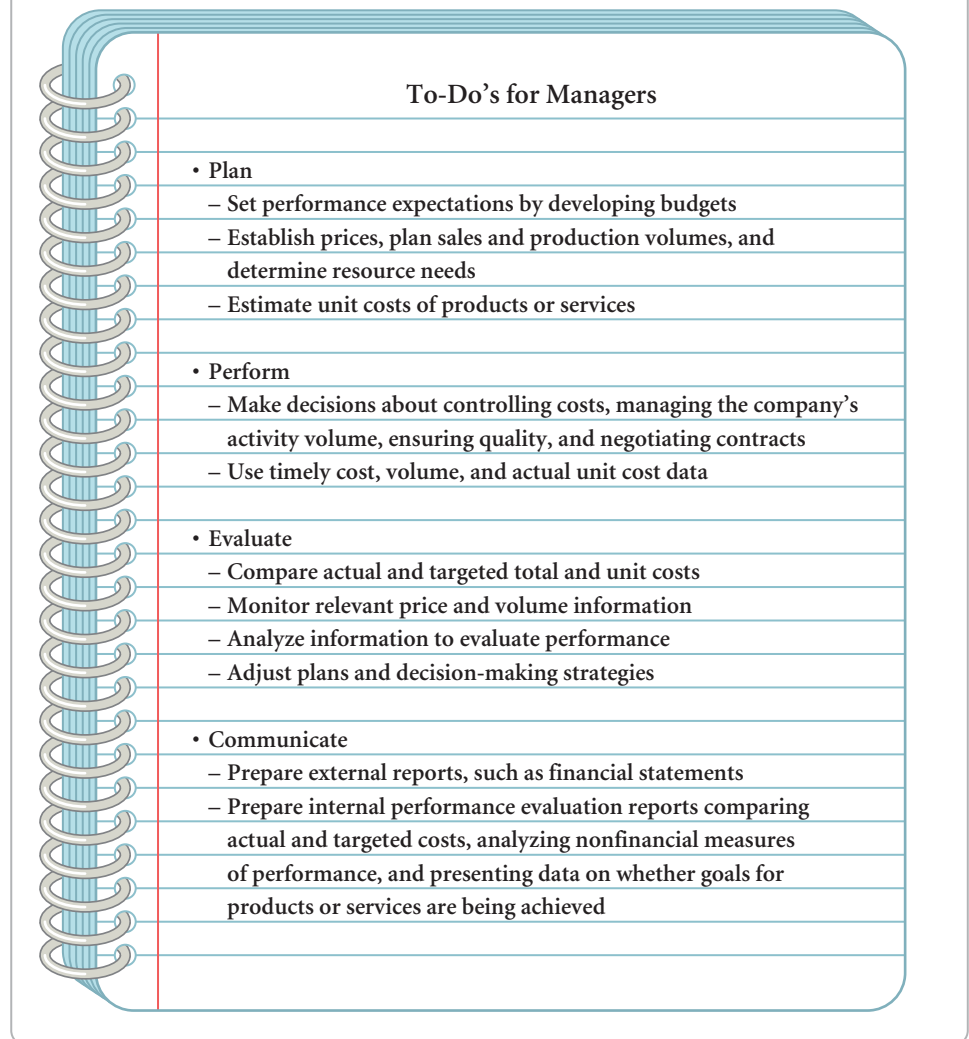 To-Do’s for Managers
• Plan
– Set performance expectations by developing budgets
– Establish prices, plan sales and production volumes, and
determine resource needs
– Estimate unit costs of products or services
• Perform
– Make decisions about controlling costs, managing the company’s
activity volume, ensuring quality, and negotiating contracts
– Use timely cost, volume, and actual unit cost data
• Evaluate
– Compare actual and targeted total and unit costs
– Monitor relevant price and volume information
– Analyze information to evaluate performance
– Adjust plans and decision-making strategies
• Communicate
– Prepare external reports, such as financial statements
– Prepare internal performance evaluation reports comparing
actual and targeted costs, analyzing nonfinancial measures
of performance, and presenting data on whether goals for
products or services are being achieved